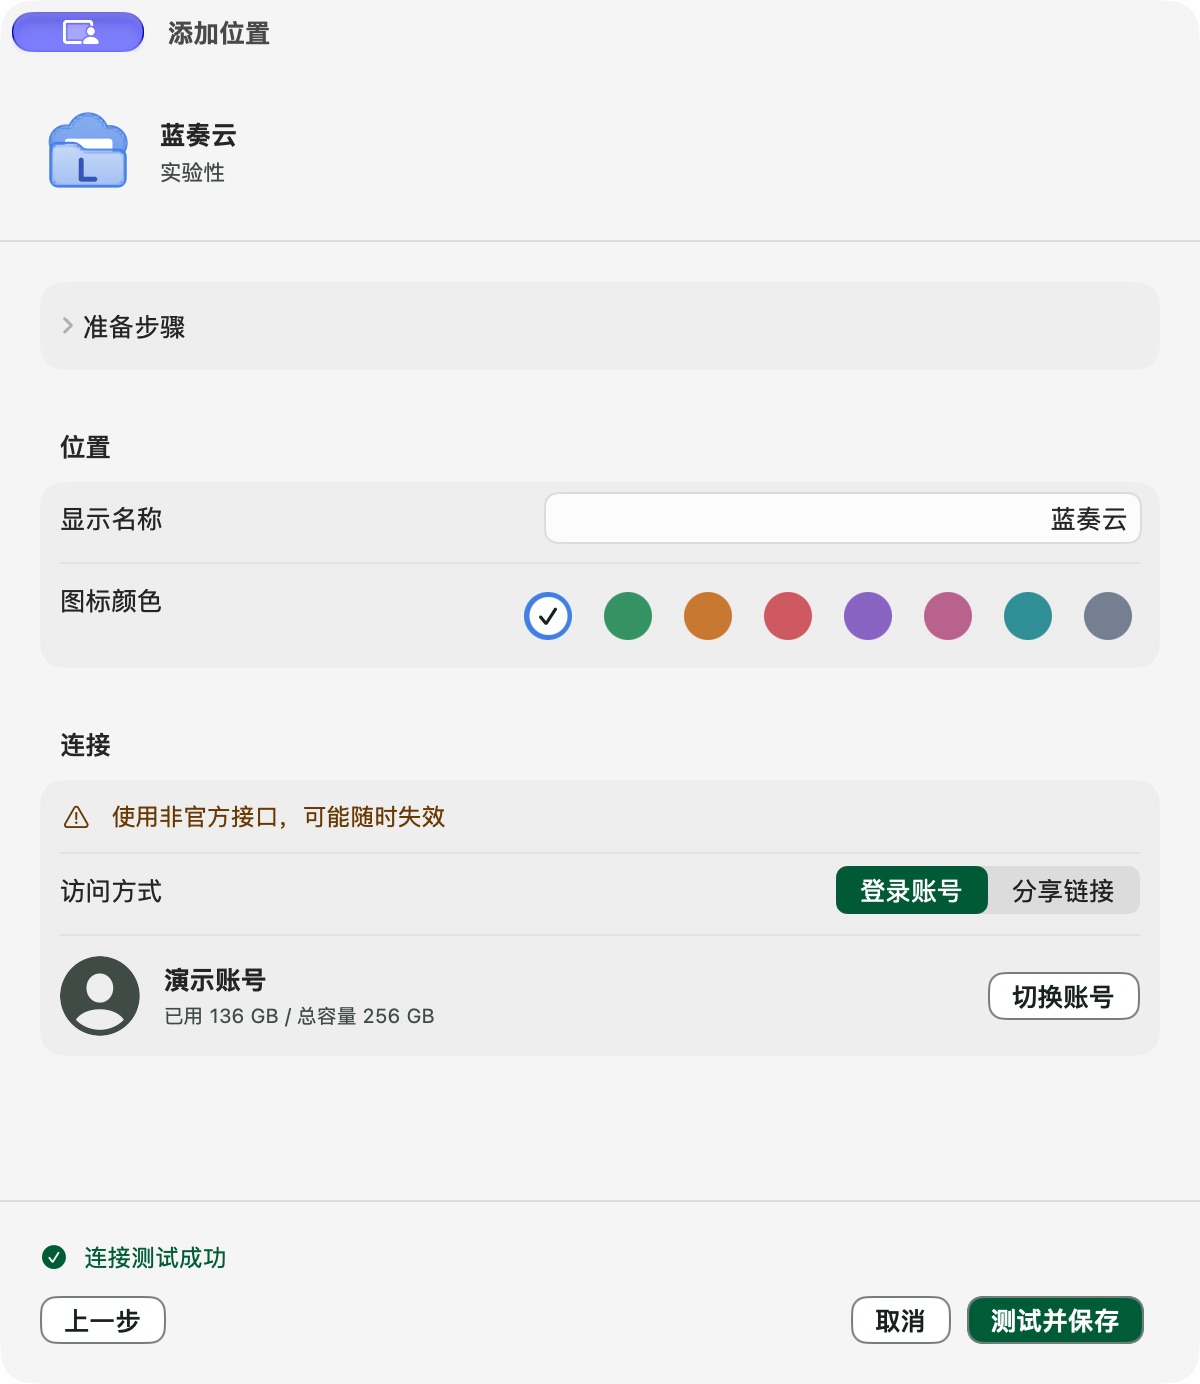 添加位置
蓝奏云
实验性
L
准备步骤
位置
显示名称
蓝奏云
图标颜色
连接
使用非官方接口，可能随时失效
访问方式
登录账号
分享链接
演示账号
已用 136 GB / 总容量 256 GB
切换账号
连接测试成功
上一步
取消
测试并保存